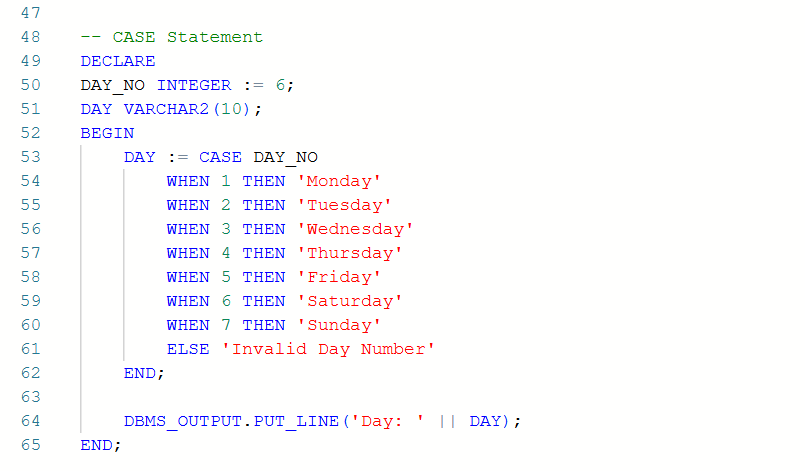 47
48 -- CASE Statement
49 DECLARE
50 DAY_NO INTEGER := 6;
51 DAY VARCHAR2(10);
52 BEGIN
53     DAY := CASE DAY_NO
54         WHEN 1 THEN 'Monday'
55         WHEN 2 THEN 'Tuesday'
56         WHEN 3 THEN 'Wednesday'
57         WHEN 4 THEN 'Thursday'
58         WHEN 5 THEN 'Friday'
59         WHEN 6 THEN 'Saturday'
60         WHEN 7 THEN 'Sunday'
61         ELSE 'Invalid Day Number'
62     END;
63
64     DBMS_OUTPUT.PUT_LINE('Day: ' || DAY);
65 END;